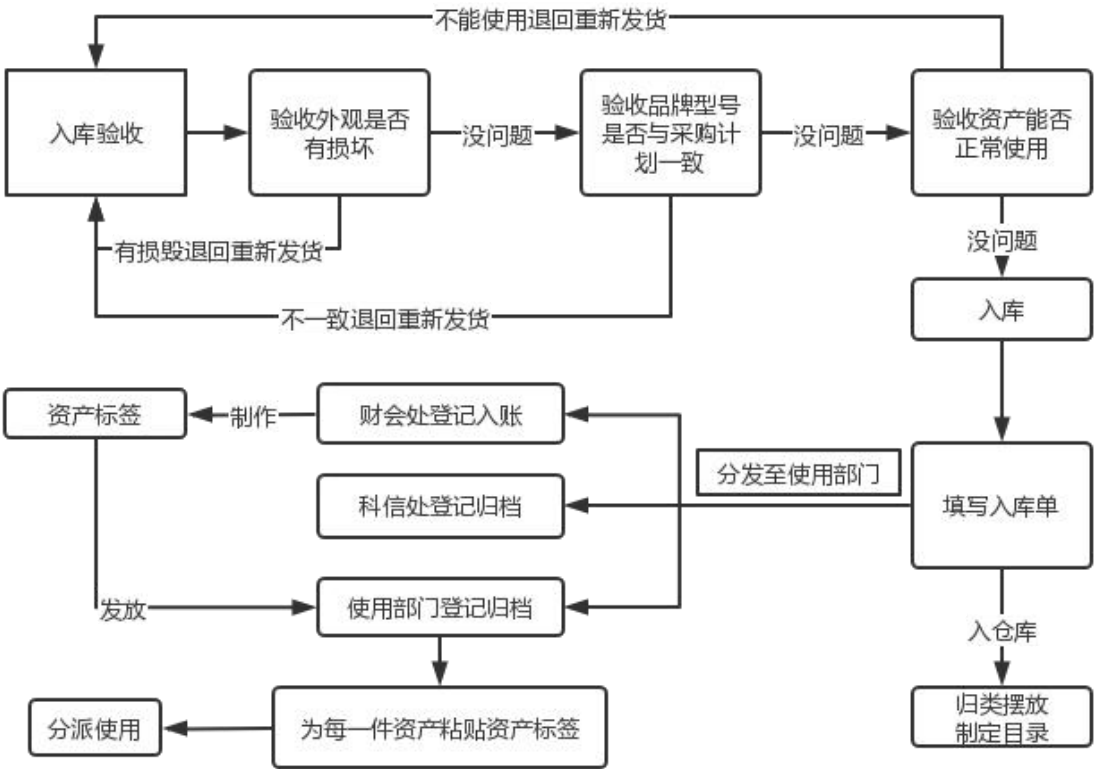 不能使用退回重新发货
入库验收
验收外观是否
有损坏
没问题
验收品牌型号
是否与采购计
划一致
没问题
验收资产能否
正常使用
有损毁退回重新发货
没问题
不一致退回重新发货
入库
资产标签
制作
财会处登记入账
分发至使用部门
科信处登记归档
填写入库单
发放
使用部门登记归档
入仓库
分派使用
为每一件资产粘贴资产标签
归类摆放
制定目录